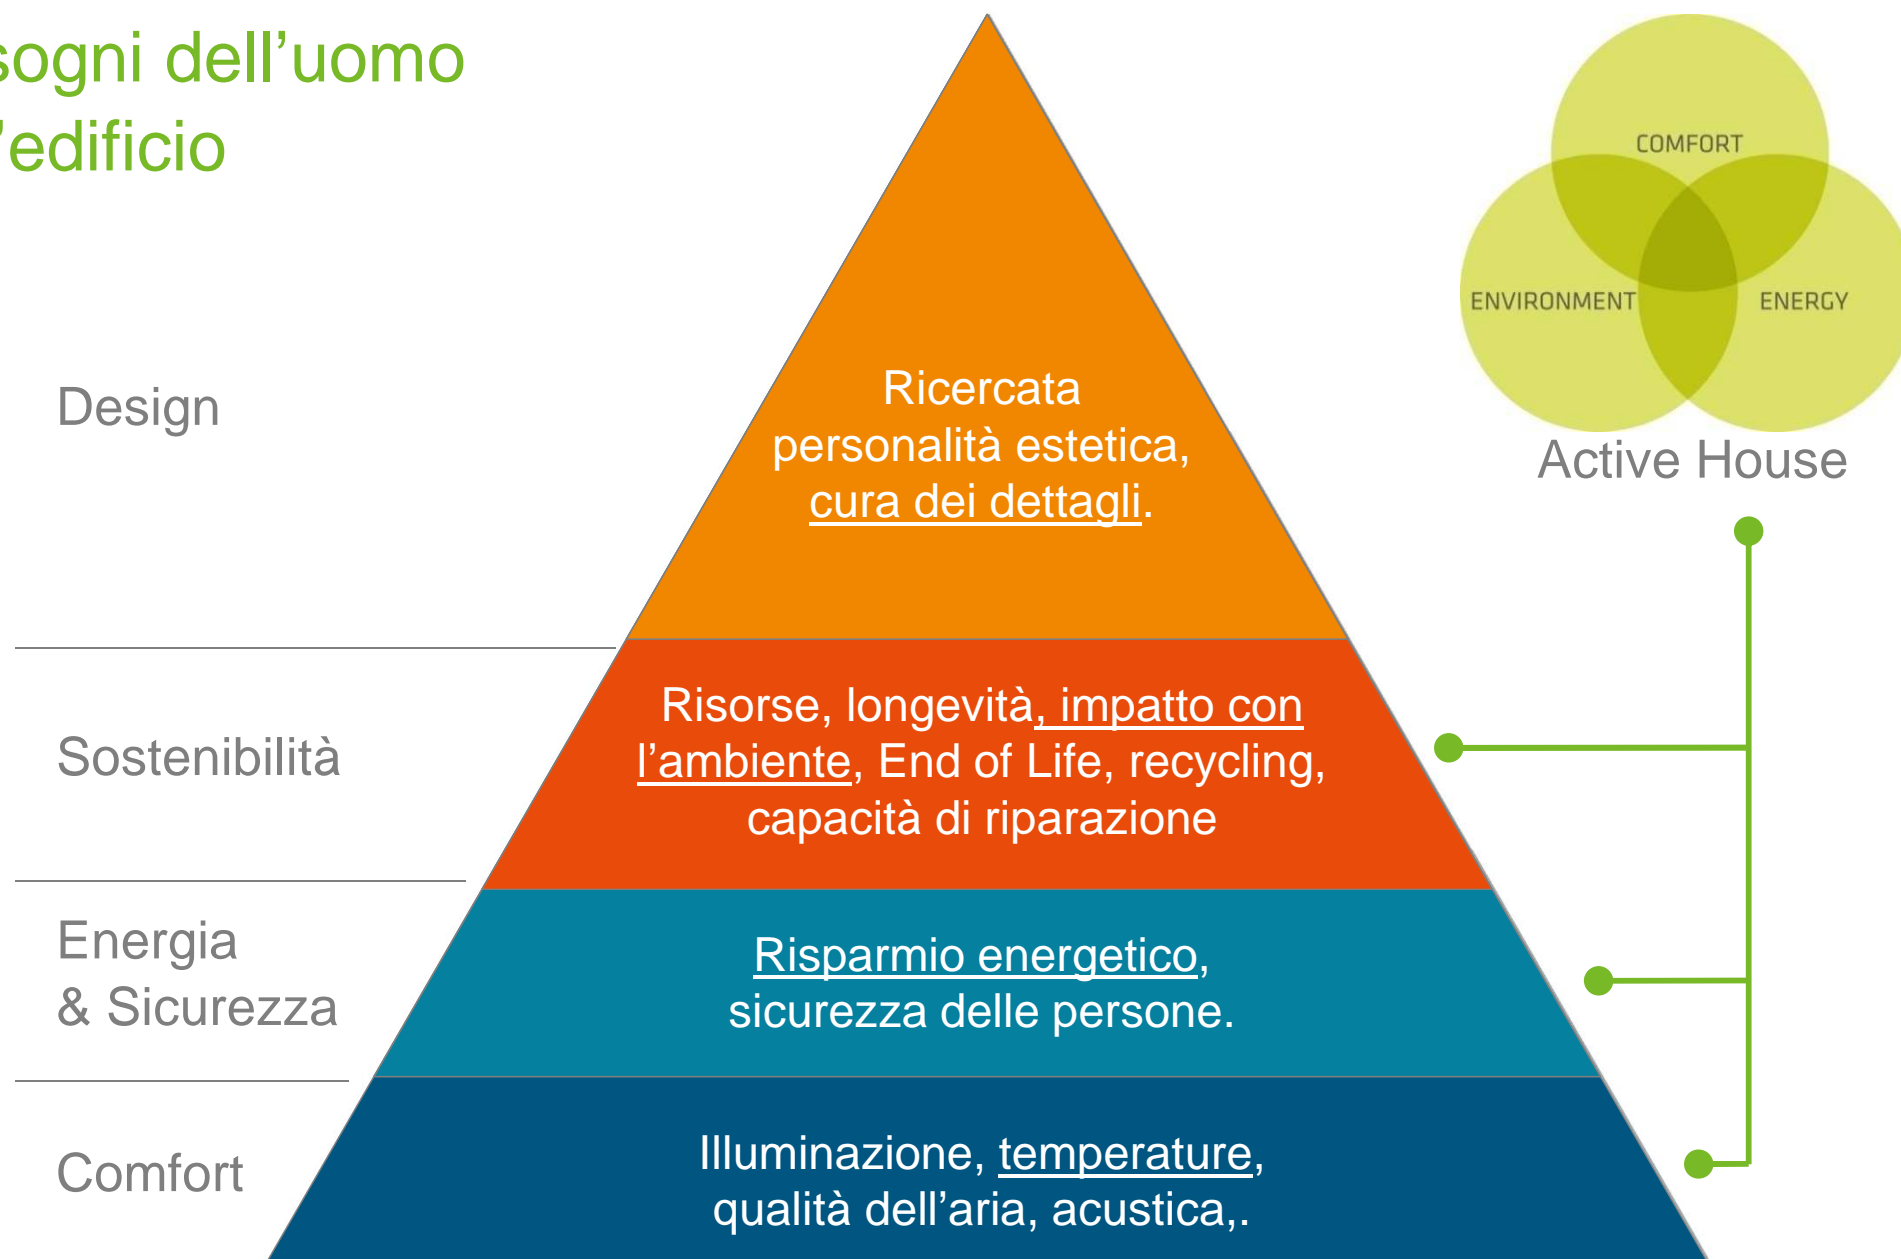 sogni dell’uomo
l’edificio
COMFORT
ENVIRONMENT
ENERGY
Active House
Design
Ricercata
personalità estetica,
cura dei dettagli.
Sostenibilità
Risorse, longevità, impatto con
l’ambiente, End of Life, recycling,
capacità di riparazione
Energia
& Sicurezza
Risparmio energetico,
sicurezza delle persone.
Comfort
Illuminazione, temperature,
qualità dell’aria, acustica,.